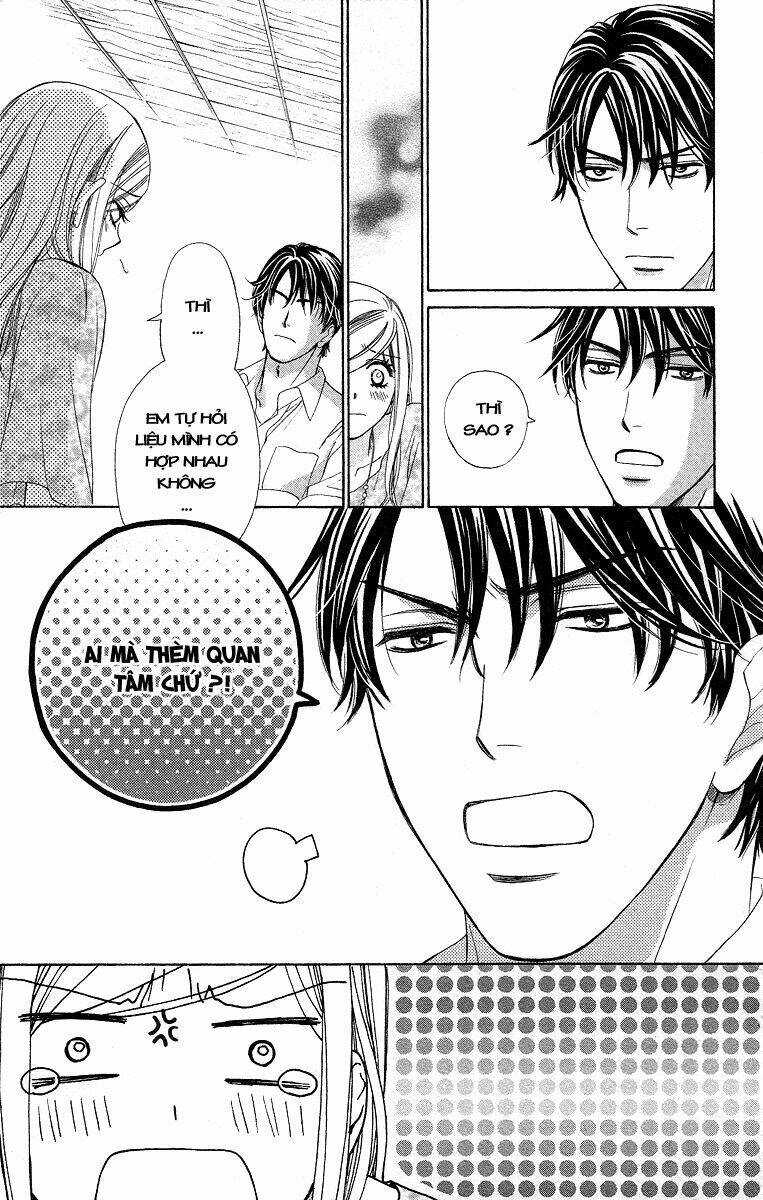 THÌ
SAO ?
THÌ
...
EM TỰ HỎI
LIỆU MÌNH CÓ
HỢP NHAU
KHÔNG
...
AI MÀ THÈM QUAN
TÂM CHỨ ?!